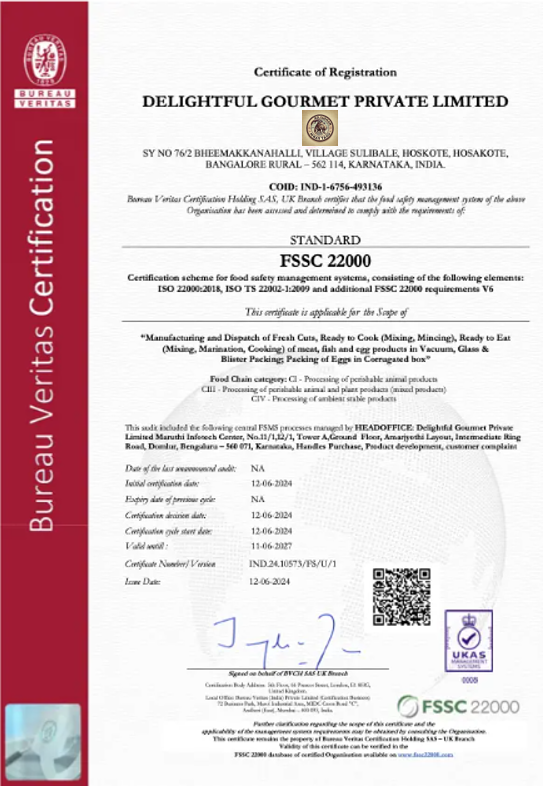 BUREAU
VERITAS
Bureau Veritas Certification
Certificate of Registration
DELIGHTFUL GOURMET PRIVATE LIMITED
SY NO 76/2 BHEEMAKKANAHALLI, VILLAGE SULIBALE, HOSKOTE, HOSAKOTE,
BANGALORE RURAL – 562 114, KARNATAKA, INDIA.
COID: IND-1-6756-493136
Bureau Veritas Certification Holding SAS, UK Branch certifies that the food safety management system of the above
Organisation has been assessed and determined to comply with the requirements of:
STANDARD
FSSC 22000
Certification scheme for food safety management systems, consisting of the following elements:
ISO 22000:2018, ISO TS 22002-1:2009 and additional FSSC 22000 requirements V6
This certificate is applicable for the Scope of
“Manufacturing and Dispatch of Fresh Cuts, Ready to Cook (Mixing, Mincing), Ready to Eat
(Mixing, Marination, Cooking) of meat, fish and egg products in Vacuum, Glass &
Blister Packing; Packing of Eggs in Corrugated box”
Food Chain category: CI - Processing of perishable animal products
CIII - Processing of perishable animal and plant products (mixed products)
CIV - Processing of ambient stable products
This audit included the following central FSMS processes managed by HEADOFFICE: Delightful Gourmet Private
Limited Maruthi Infotech Center, No.11/1,12/1, Tower A,Ground Floor, Amarjyothi Layout, Intermediate Ring
Road, Domlur, Bengaluru – 560 071, Karnataka, Handles Purchase, Product development, customer complaint
Date of the last unannounced audit: NA
Initial certification date: 12-06-2024
Expiry date of previous cycle: NA
Certification decision date: 12-06-2024
Certification cycle start date: 12-06-2024
Valid untill : 11-06-2027
Certificate Number/ Version IND.24.10573/FS/U/1
Issue Date: 12-06-2024
UKAS
MANAGEMENT
SYSTEMS
0008
Signed on behalf of BVCH SAS UK Branch
Certification Body Address: 5th Floor, 66 Prescot Street, London, E1 8HG,
United Kingdom.
Local Office: Bureau Veritas (India) Private Limited (Certification Business)
72 Business Park, Marol Industrial Area, MIDC Cross Road “C”,
Andheri (East), Mumbai – 400 093, India.
FSSC 22000
Further clarification regarding the scope of this certificate and the
applicability of the management system requirements may be obtained by consulting the Organisation.
This certificate remains the property of Bureau Veritas Certification Holding SAS – UK Branch
Validity of this certificate can be verified in the
FSSC 22000 database of certified Organisation available on www.fssc22000.com